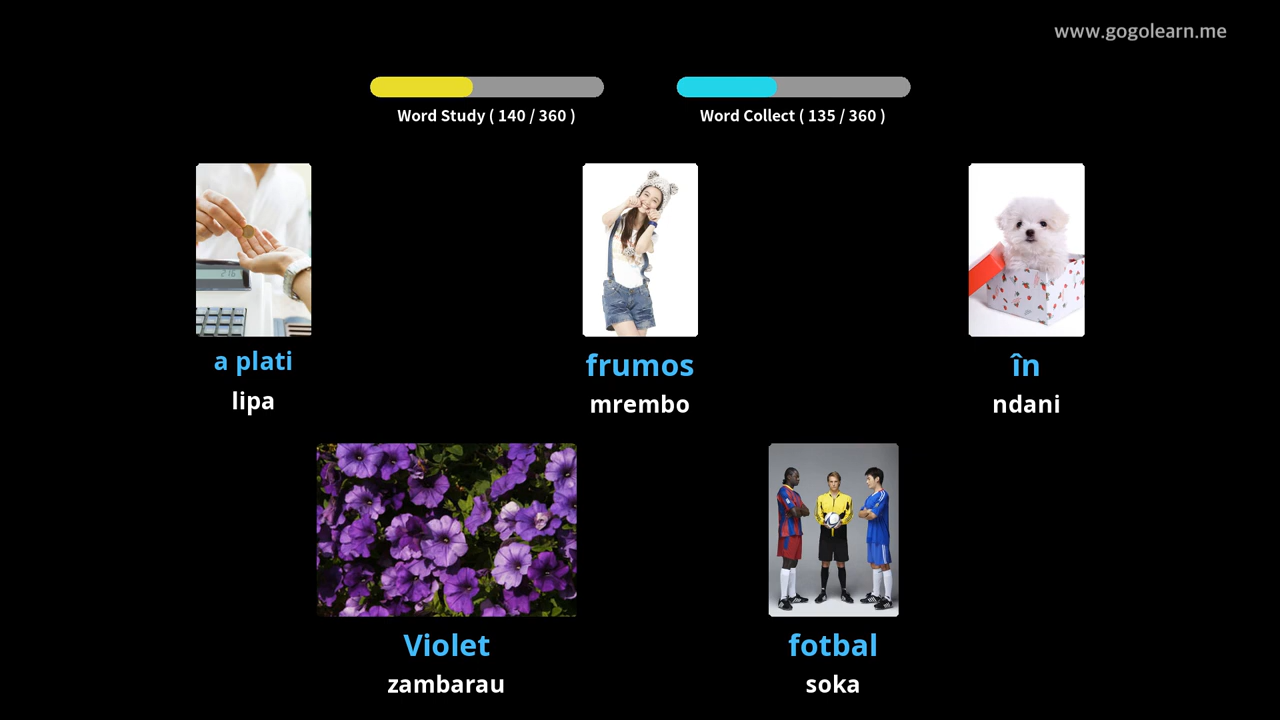 www.gogolearn.me
Word Study ( 140 / 360 )
Word Collect ( 135 / 360 )
a plati
lipa
frumos
mrembo
în
ndani
Violet
zambarau
fotbal
soka